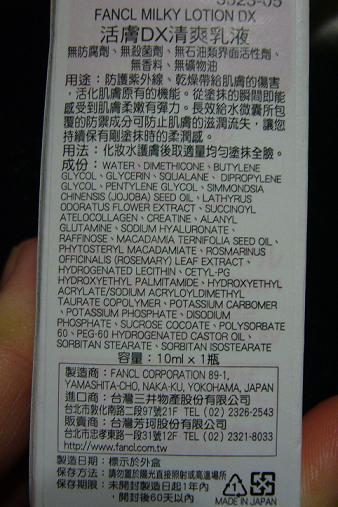 3523-05
FANCL MILKY LOTION DX
活膚DX清爽乳液
無防腐劑、無殺菌劑、無石油類界面活性劑、
無香料、無礦物油
用途：防護紫外線、乾燥帶給肌膚的傷害
，活化肌膚原有的機能。從塗抹的瞬間即能
感受到肌膚柔嫩有彈力。長效給水微囊所包
覆的防禦成分可防止肌膚的滋潤流失，讓您
持續保有剛塗抹時的柔潤感。
用法：化妝水護膚後取適量均勻塗抹全臉。
成份：WATER、DIMETHICONE、BUTYLENE
GLYCOL、GLYCERIN、SQUALANE、DIPROPYLENE
GLYCOL、PENTYLENE GLYCOL、SIMMONDSIA
CHINENSIS (JOJOBA) SEED OIL、LATHYRUS
ODORATUS FLOWER EXTRACT、SUCCINOYL
ATELOCOLLAGEN、CREATINE、ALANYL
GLUTAMINE、SODIUM HYALURONATE、
RAFFINOSE、MACADAMIA TERNIFOLIA SEED OIL、
PHYTOSTERYL MACADAMIATE、ROSMARINUS
OFFICINALIS (ROSEMARY) LEAF EXTRACT、
HYDROGENATED LECITHIN、CETYL-PG
HYDROXYETHYL PALMITAMIDE、HYDROXYETHYL
ACRYLATE/SODIUM ACRYLOYLDIMETHYL
TAURATE COPOLYMER、POTASSIUM CARBOMER
、POTASSIUM PHOSPHATE、DISODIUM
PHOSPHATE、SUCROSE COCOATE、POLYSORBATE
60、PEG-60 HYDROGENATED CASTOR OIL、
SORBITAN STEARATE、SORBITAN ISOSTEARATE
容量：10ml×1瓶
製造商：FANCL CORPORATION 89-1,
YAMASHITA-CHO, NAKA-KU, YOKOHAMA, JAPAN
進口商：台灣三井物產股份有限公司
台北市敦化南路二段97號21F TEL (02) 2326-2543
販賣商：台灣芳珂股份有限公司
台北市忠孝東路一段31號12F TEL (02) 2321-8033
http://www.fancl.com.tw
製造日期：標示於外盒
保存方法：請勿置於陽光直接照射或高溫場所
保存期限：未開封製造日起1年內
，開封後60天以內
MADE IN JAPAN